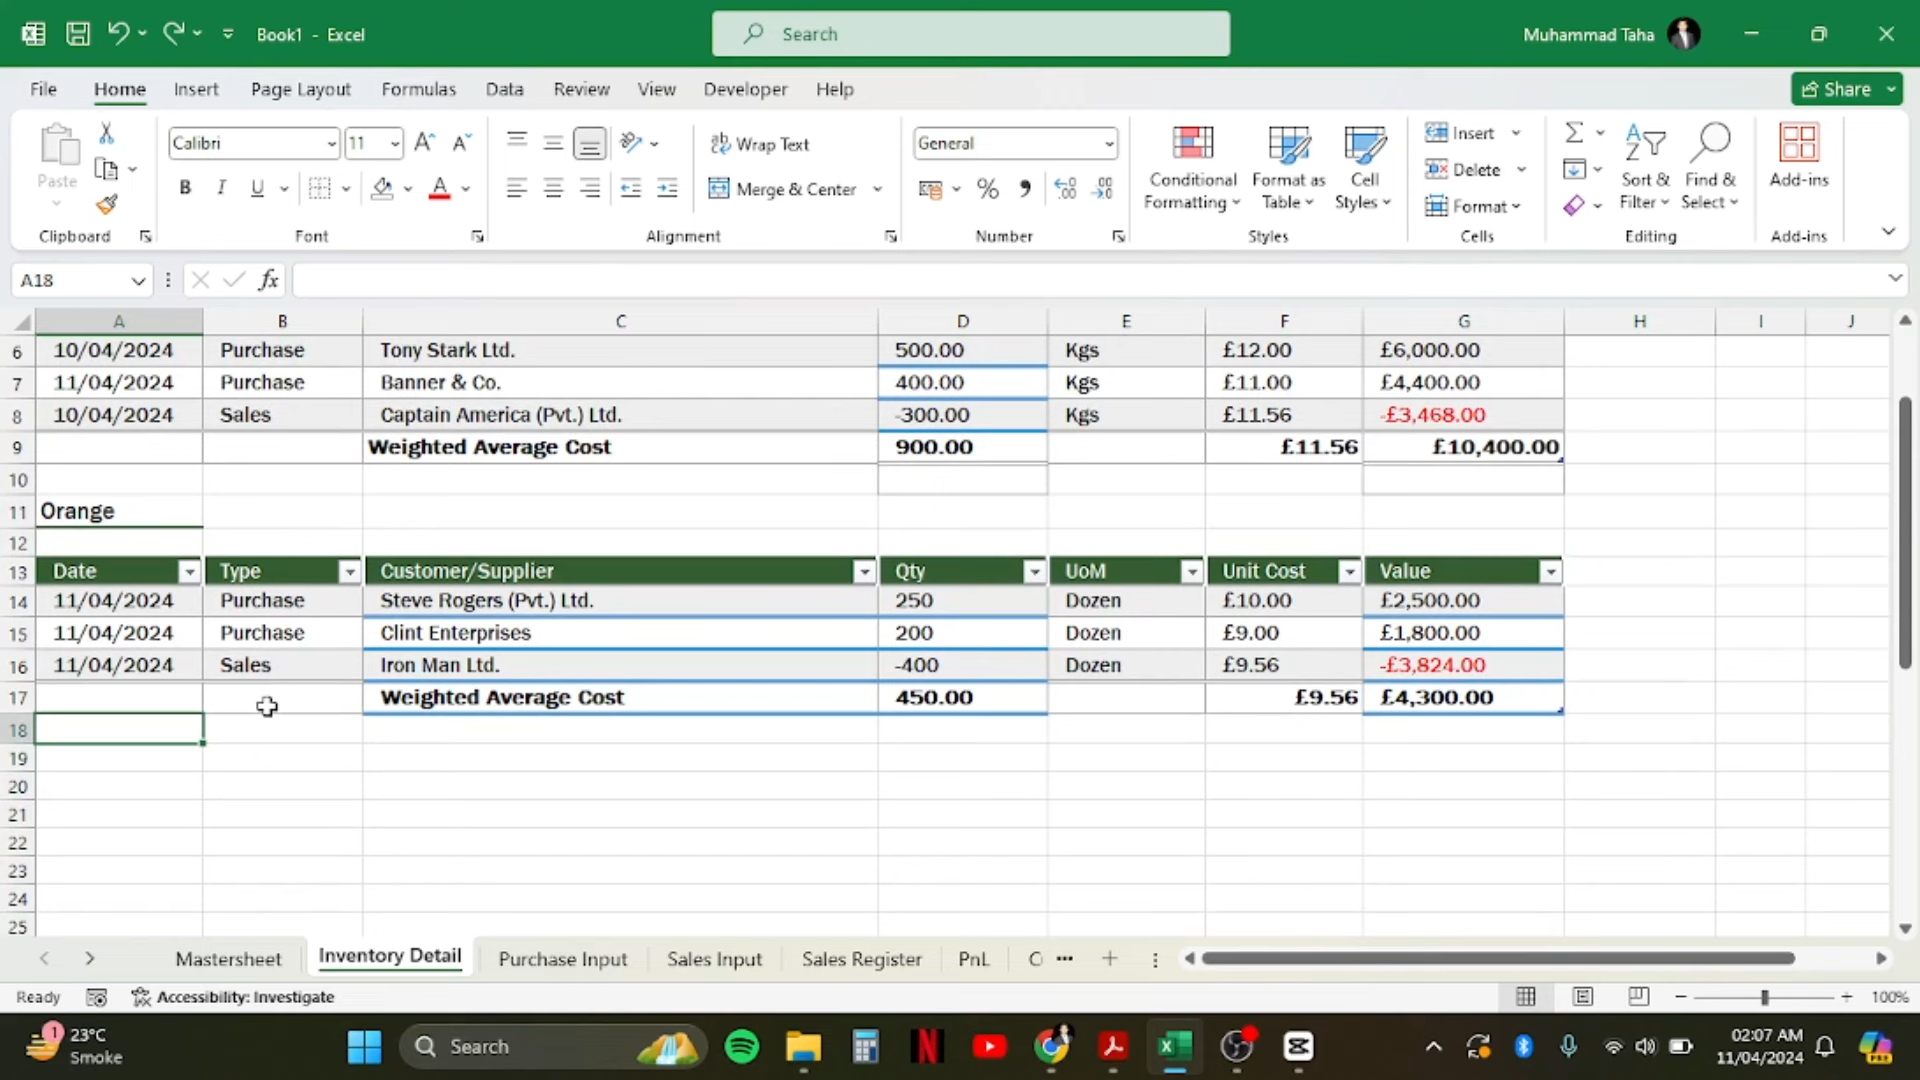 Book1 - Excel
Search
Muhammad Taha
File Home Insert Page Layout Formulas Data Review View Developer Help
Share
Paste
Calibri 11
B I U A
ab Wrap Text
Merge & Center
General
% 9
Conditional Formatting
Format as Table
Cell Styles
Insert
Delete
Format
Sort & Filter
Find & Select
Add-ins
Clipboard Font Alignment Number Styles Cells Editing Add-ins
A18 fx
A B C D E F G H I J
6 10/04/2024 Purchase Tony Stark Ltd. 500.00 Kgs £12.00 £6,000.00
7 11/04/2024 Purchase Banner & Co. 400.00 Kgs £11.00 £4,400.00
8 10/04/2024 Sales Captain America (Pvt.) Ltd. -300.00 Kgs £11.56 -£3,468.00
9 Weighted Average Cost 900.00 £11.56 £10,400.00
10
11 Orange
12
13 Date Type Customer/Supplier Qty UoM Unit Cost Value
14 11/04/2024 Purchase Steve Rogers (Pvt.) Ltd. 250 Dozen £10.00 £2,500.00
15 11/04/2024 Purchase Clint Enterprises 200 Dozen £9.00 £1,800.00
16 11/04/2024 Sales Iron Man Ltd. -400 Dozen £9.56 -£3,824.00
17 Weighted Average Cost 450.00 £9.56 £4,300.00
18
19
20
21
22
23
24
25
Mastersheet Inventory Detail Purchase Input Sales Input Sales Register PnL
Ready Accessibility: Investigate 100%
1 23°C
Smoke
Search
02:07 AM
11/04/2024